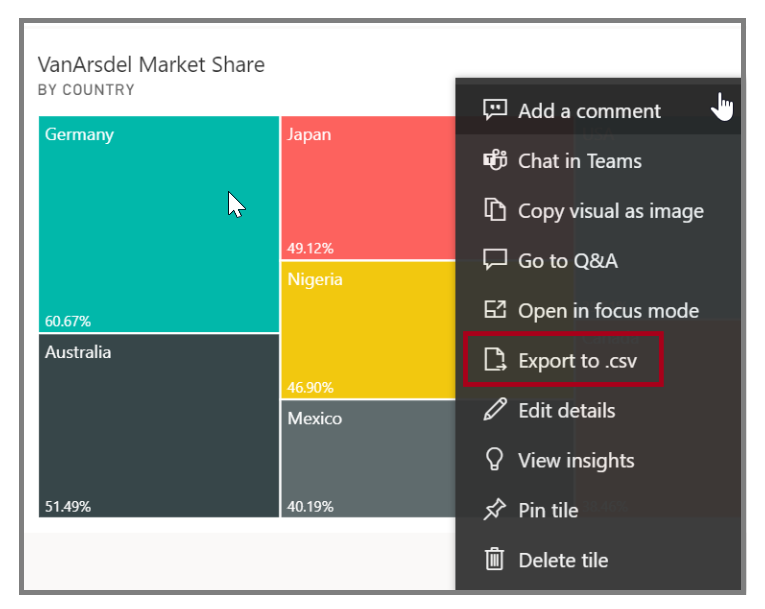 VanArsdel Market Share
BY COUNTRY
Germany
60.67%
Australia
51.49%
Japan
49.12%
Nigeria
46.90%
Mexico
40.19%
Add a comment
Chat in Teams
Copy visual as image
Go to Q&A
Open in focus mode
Export to .csv
Edit details
View insights
Pin tile
Delete tile